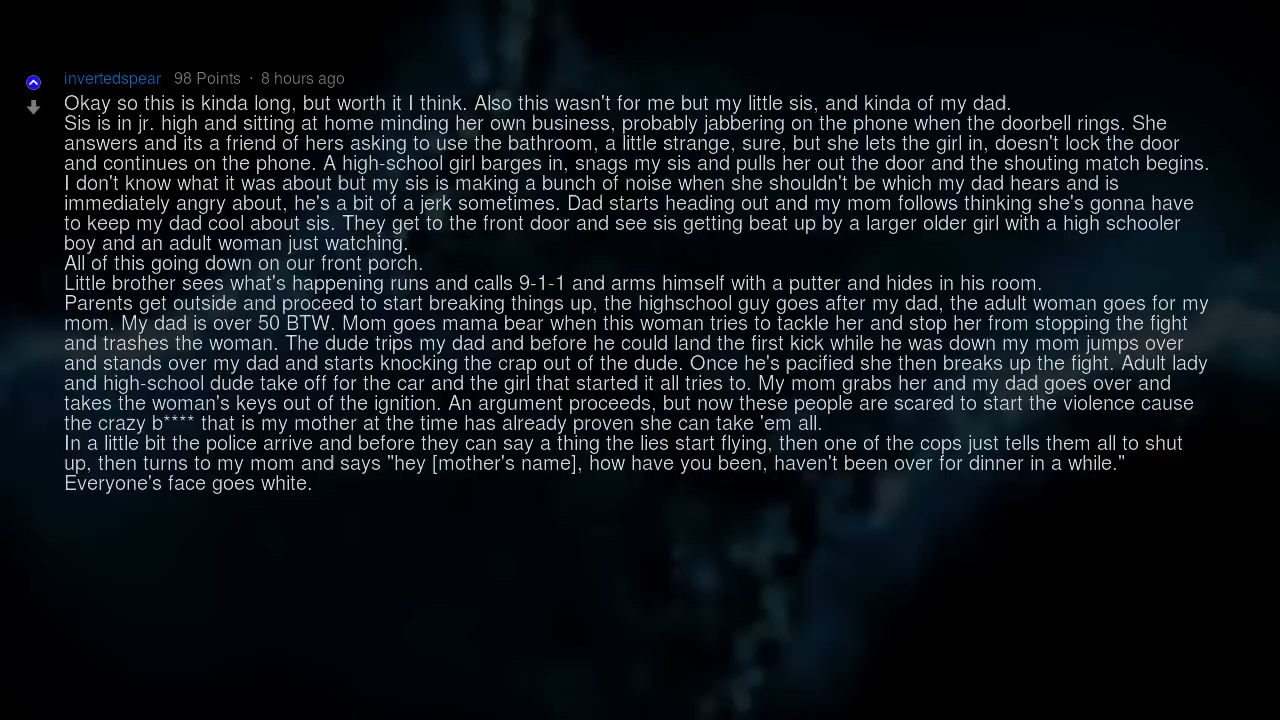 invertedspear 98 Points · 8 hours ago
Okay so this is kinda long, but worth it I think. Also this wasn't for me but my little sis, and kinda of my dad.
Sis is in jr. high and sitting at home minding her own business, probably jabbering on the phone when the doorbell rings. She
answers and its a friend of hers asking to use the bathroom, a little strange, sure, but she lets the girl in, doesn't lock the door
and continues on the phone. A high-school girl barges in, snags my sis and pulls her out the door and the shouting match begins.
I don't know what it was about but my sis is making a bunch of noise when she shouldn't be which my dad hears and is
immediately angry about, he's a bit of a jerk sometimes. Dad starts heading out and my mom follows thinking she's gonna have
to keep my dad cool about sis. They get to the front door and see sis getting beat up by a larger older girl with a high schooler
boy and an adult woman just watching.
All of this going down on our front porch.
Little brother sees what's happening runs and calls 9-1-1 and arms himself with a putter and hides in his room.
Parents get outside and proceed to start breaking things up, the highschool guy goes after my dad, the adult woman goes for my
mom. My dad is over 50 BTW. Mom goes mama bear when this woman tries to tackle her and stop her from stopping the fight
and trashes the woman. The dude trips my dad and before he could land the first kick while he was down my mom jumps over
and stands over my dad and starts knocking the crap out of the dude. Once he's pacified she then breaks up the fight. Adult lady
and high-school dude take off for the car and the girl that started it all tries to. My mom grabs her and my dad goes over and
takes the woman's keys out of the ignition. An argument proceeds, but now these people are scared to start the violence cause
the crazy b**** that is my mother at the time has already proven she can take 'em all.
In a little bit the police arrive and before they can say a thing the lies start flying, then one of the cops just tells them all to shut
up, then turns to my mom and says "hey [mother's name], how have you been, haven't been over for dinner in a while."
Everyone's face goes white.